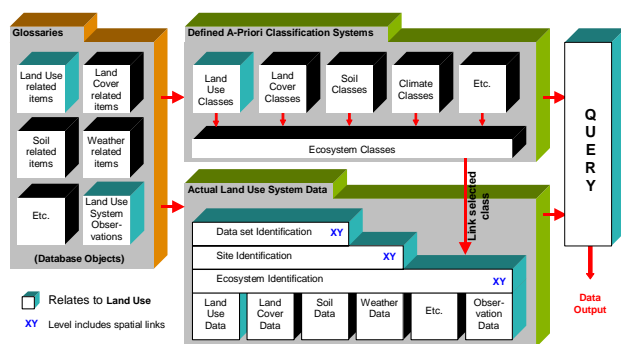 Glossaries
Land Use
related
items
Land
Cover
related
items
Soil
related
items
Weather
related
items
Etc.
Land Use
System
Obser-
vations
(Database Objects)
Defined A-Priori Classification Systems
Land
Use
Classes
Land
Cover
Classes
Soil
Classes
Climate
Classes
Etc.
Ecosystem Classes
Link selected
class
Actual Land Use System Data
Data set Identification XY
Site Identification XY
Ecosystem Identification XY
Land
Use
Data
Land
Cover
Data
Soil
Data
Weather
Data
Etc.
Obser-
vation
Data
QUERY
Data
Output
Relates to Land Use
XY Level includes spatial links